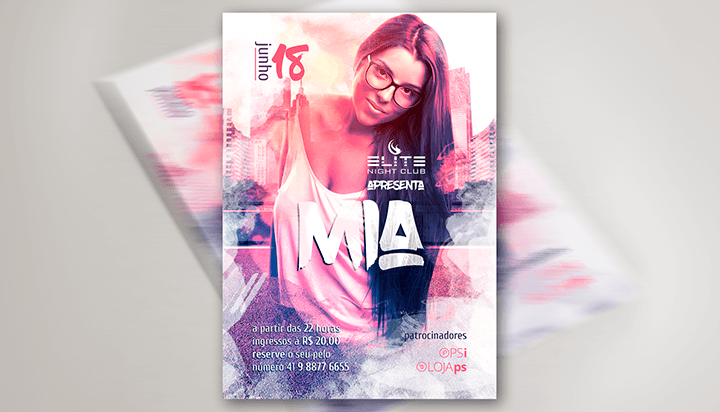 junho
18
ELITE
NIGHT CLUB
APRESENTA
MIA
a partir das 22 horas
ingressos à R$ 20,00
reserve o seu pelo
número 41 9 8877 6655
patrocinadores
PSi
LOJAps